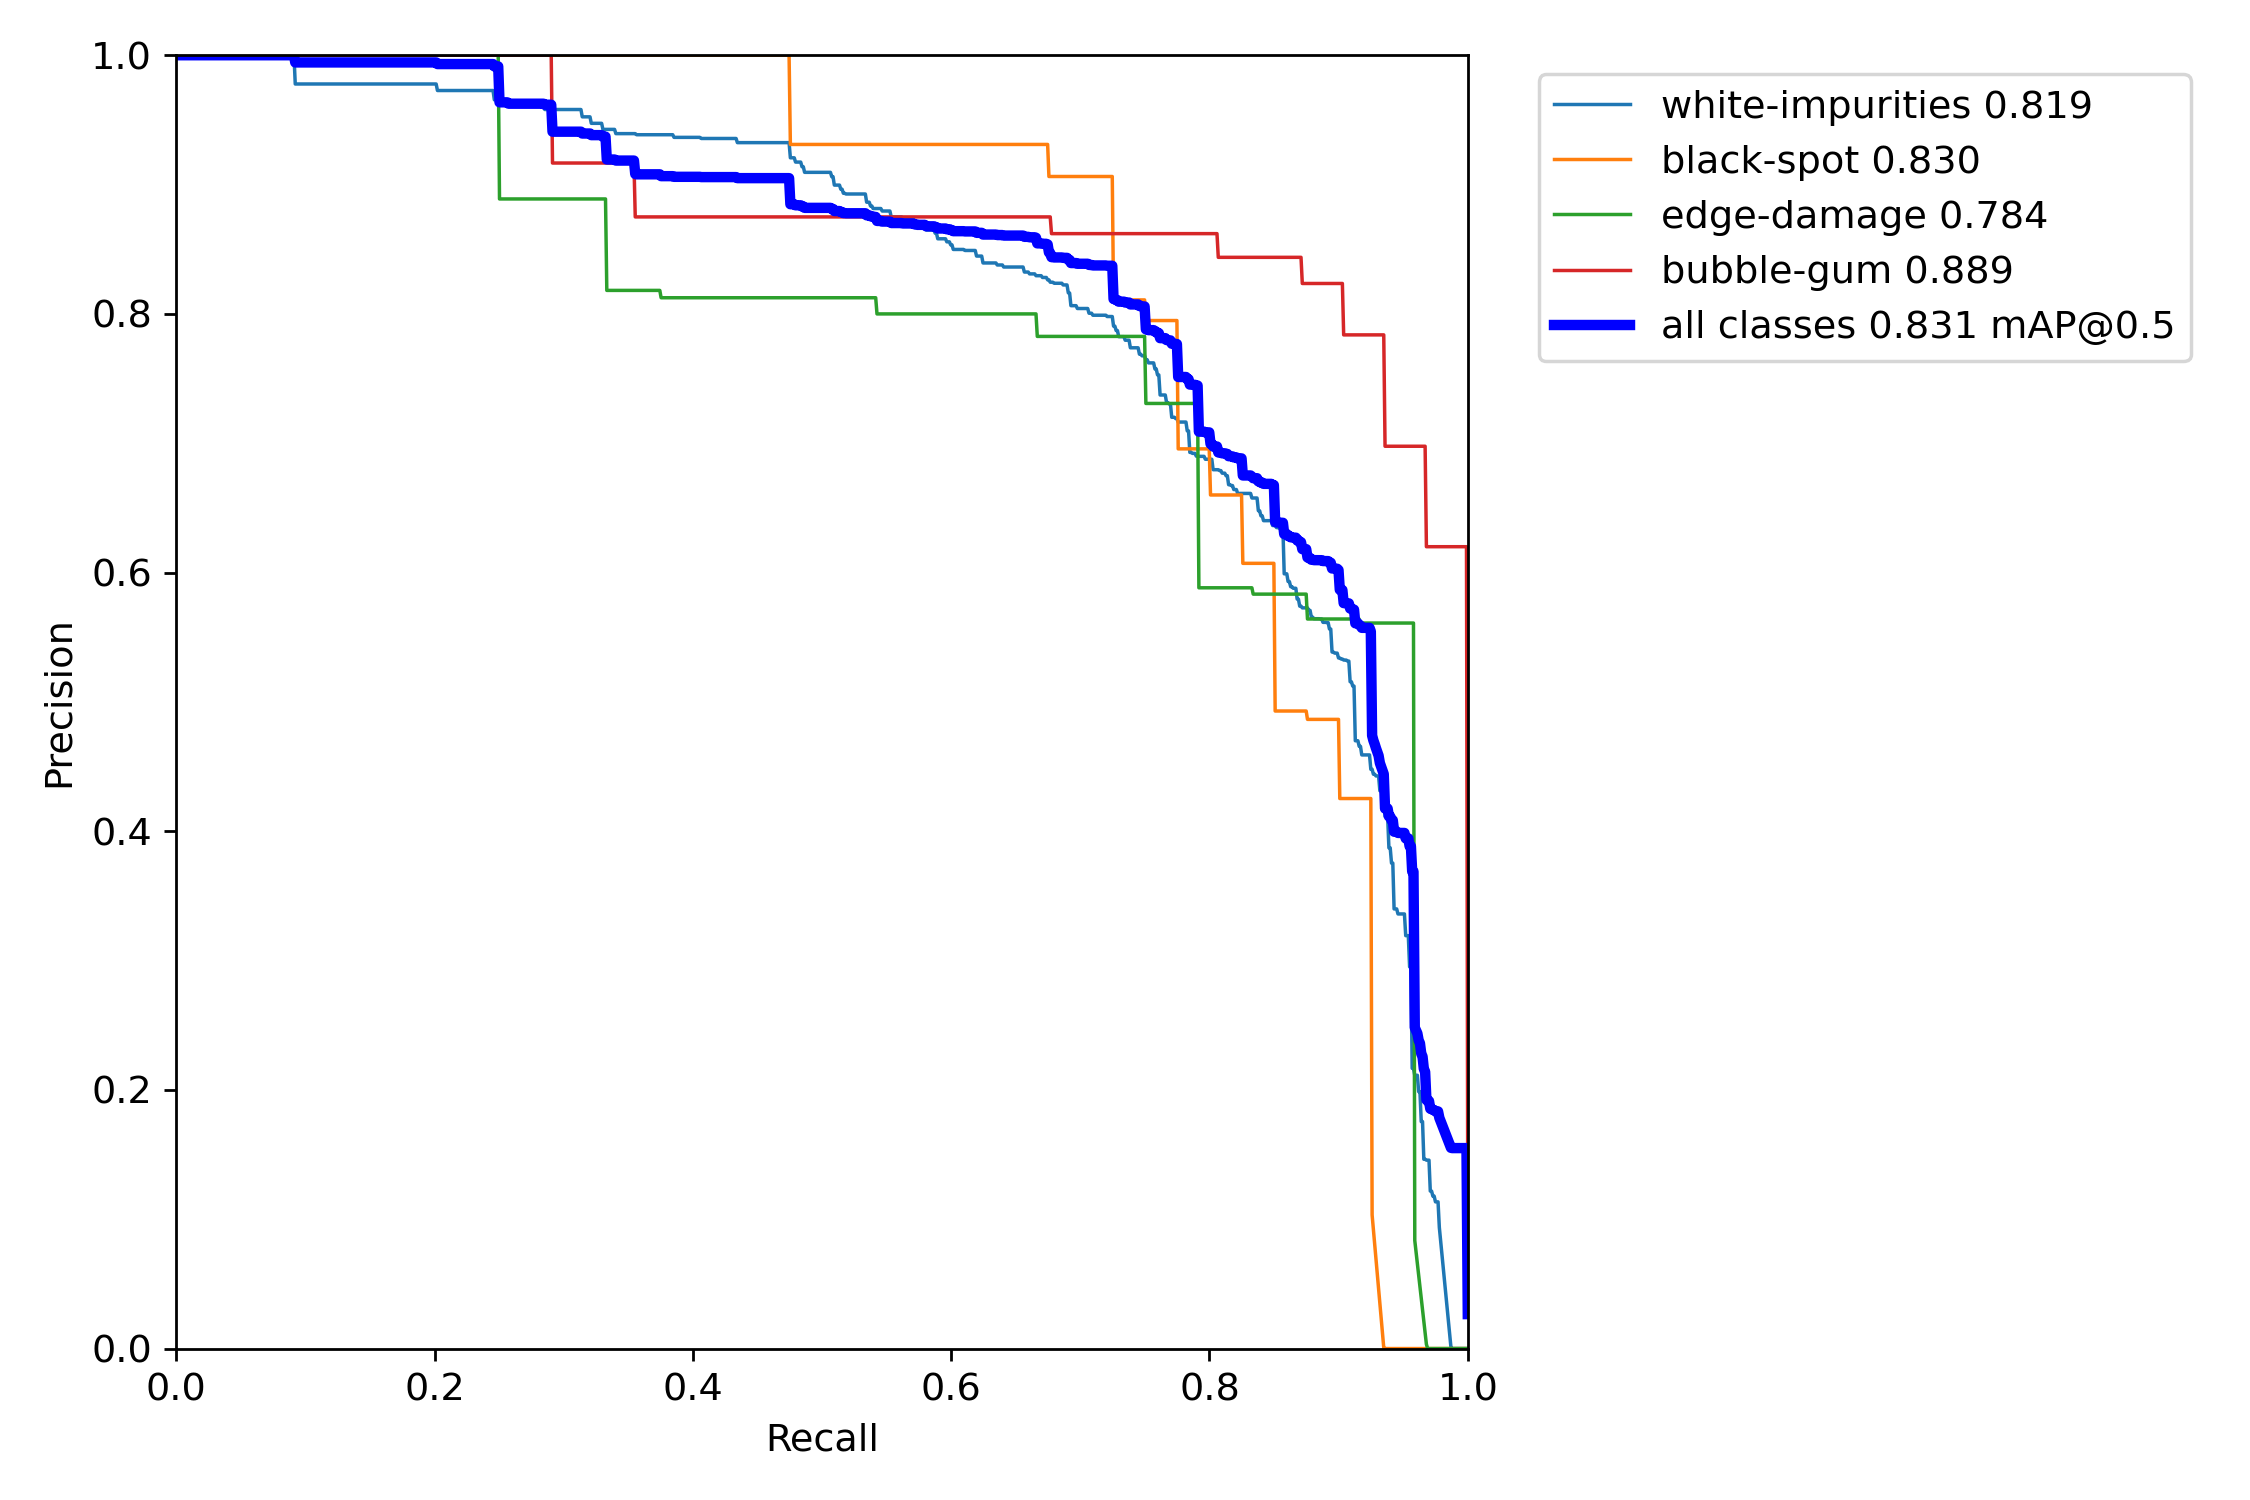 1.0
0.8
0.6
0.4
0.2
0.0
0.0 0.2 0.4 0.6 0.8 1.0
Precision
Recall
white-impurities 0.819
black-spot 0.830
edge-damage 0.784
bubble-gum 0.889
all classes 0.831 mAP@0.5